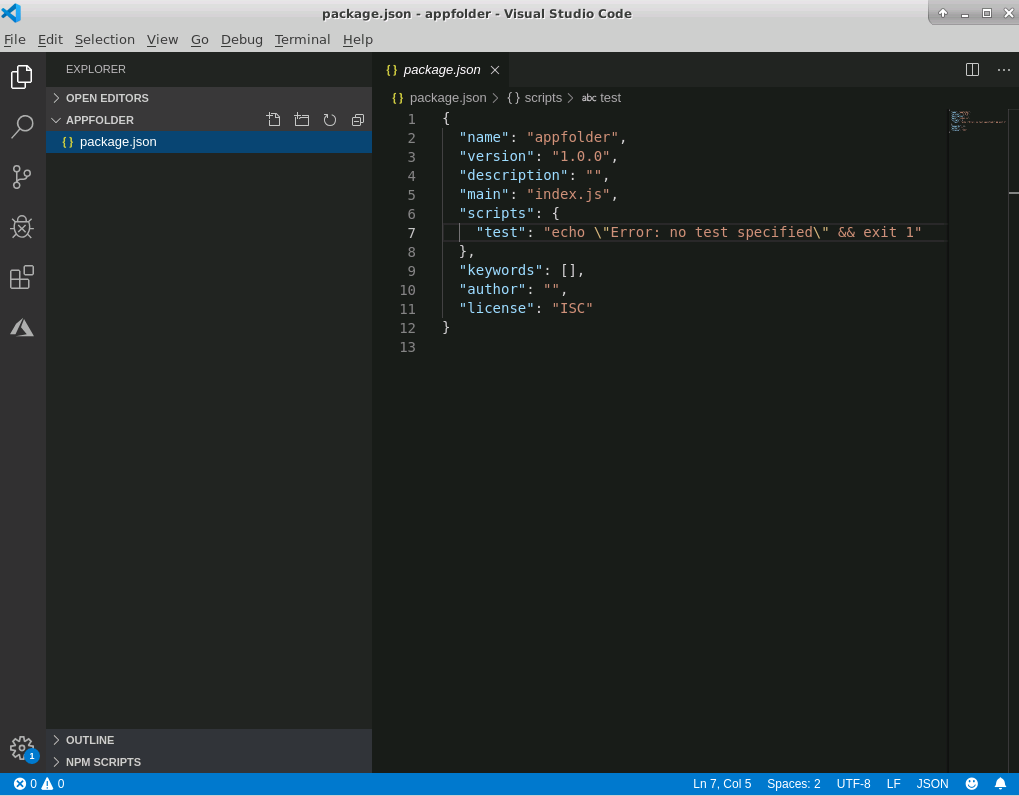 package.json - appfolder - Visual Studio Code
File Edit Selection View Go Debug Terminal Help
EXPLORER
OPEN EDITORS
APPFOLDER
{} package.json
{} package.json
{} package.json > {} scripts > abc test
1 {
2 "name": "appfolder",
3 "version": "1.0.0",
4 "description": "",
5 "main": "index.js",
6 "scripts": {
7 "test": "echo \"Error: no test specified\" && exit 1"
8 },
9 "keywords": [],
10 "author": "",
11 "license": "ISC"
12 }
13
OUTLINE
NPM SCRIPTS
1
0 0 Ln 7, Col 5 Spaces: 2 UTF-8 LF JSON